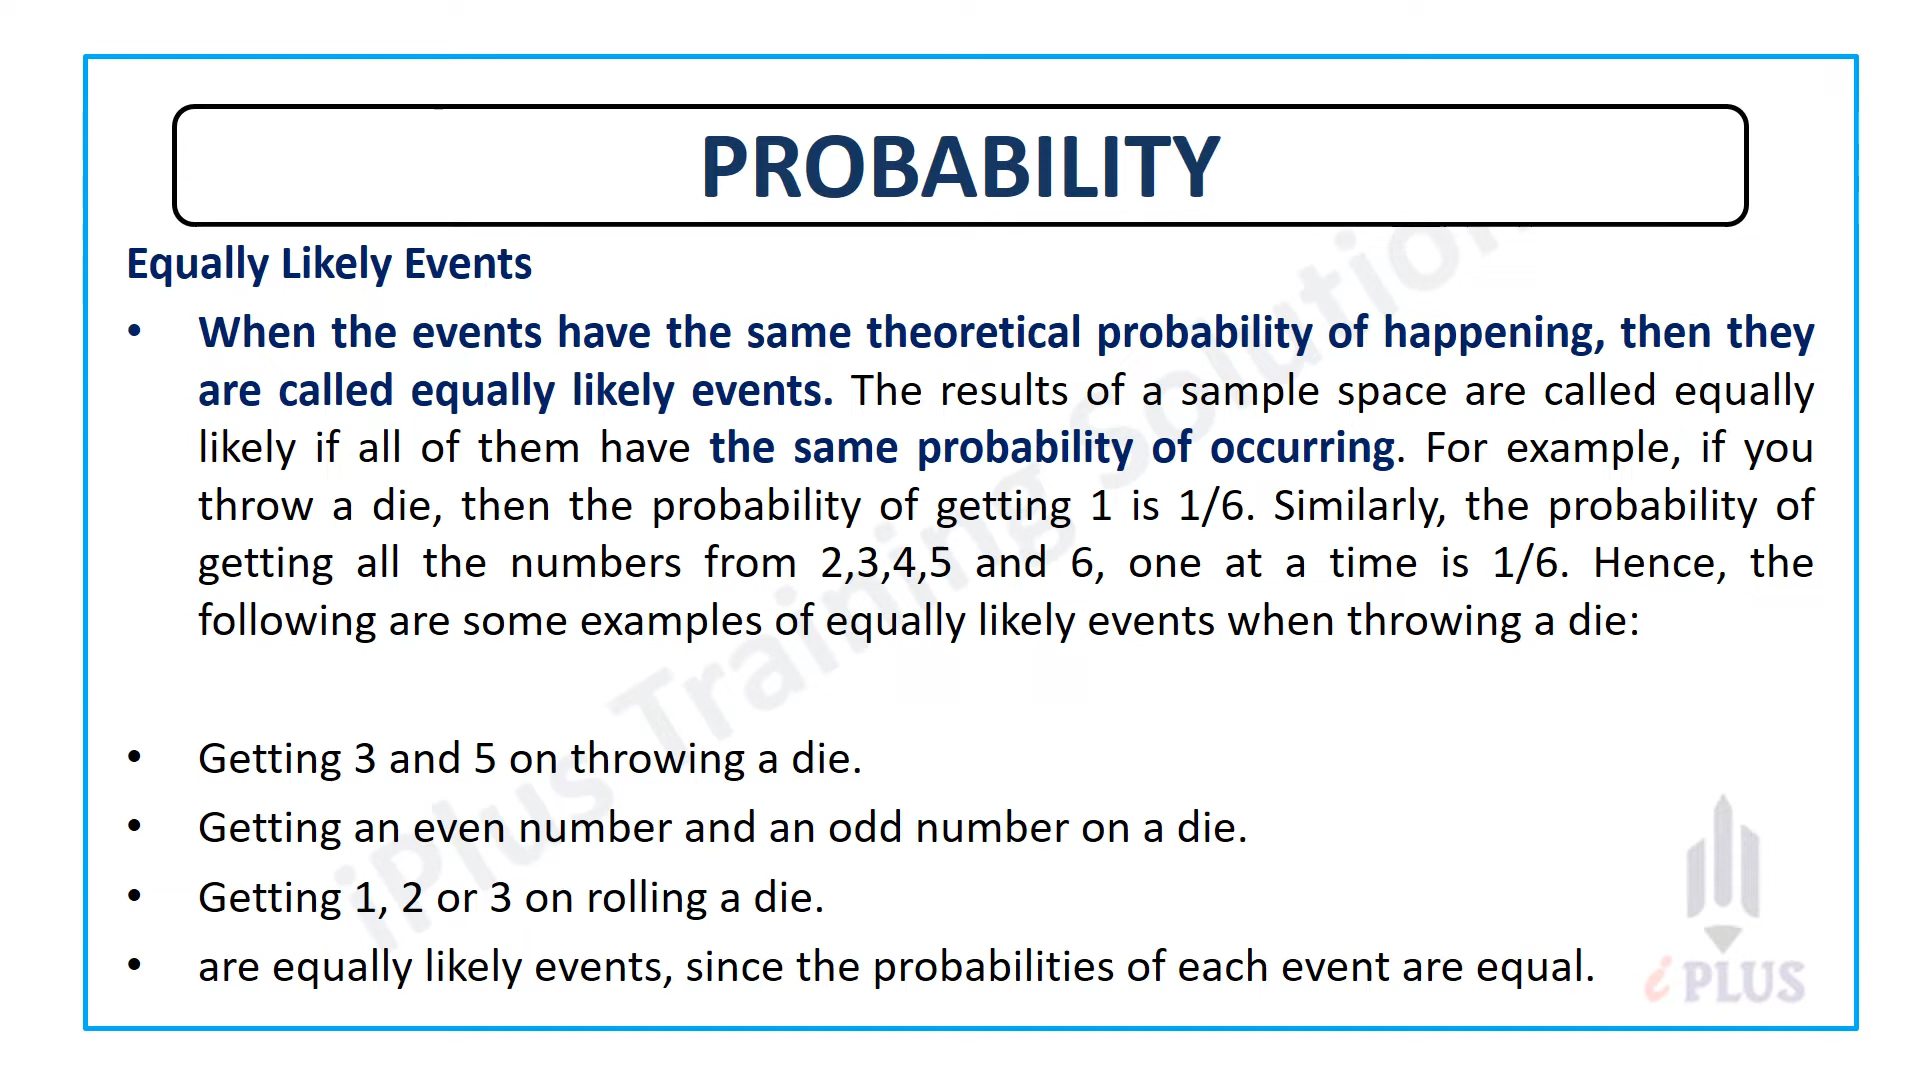 PROBABILITY
Equally Likely Events
• When the events have the same theoretical probability of happening, then they
are called equally likely events. The results of a sample space are called equally
likely if all of them have the same probability of occurring. For example, if you
throw a die, then the probability of getting 1 is 1/6. Similarly, the probability of
getting all the numbers from 2,3,4,5 and 6, one at a time is 1/6. Hence, the
following are some examples of equally likely events when throwing a die:
• Getting 3 and 5 on throwing a die.
• Getting an even number and an odd number on a die.
• Getting 1, 2 or 3 on rolling a die.
• are equally likely events, since the probabilities of each event are equal.
iPlus Training Solution
i PLUS